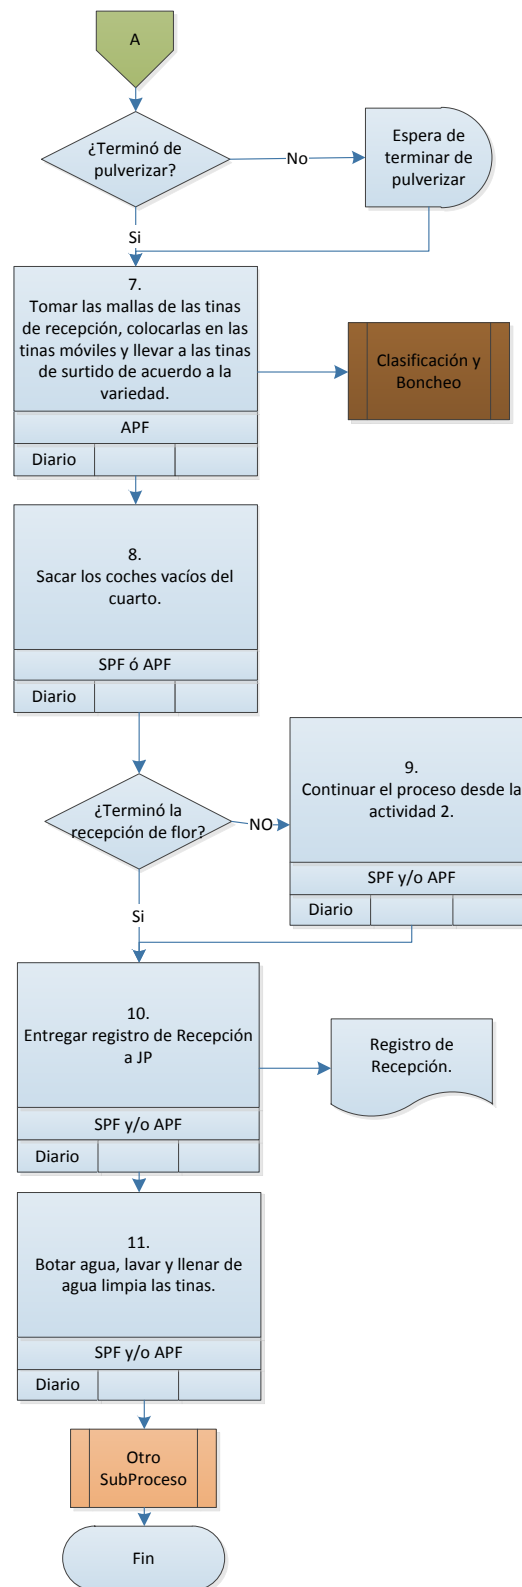 A
¿Terminó de
pulverizar?
No
Espera de
terminar de
pulverizar
Si
7.
Tomar las mallas de las tinas
de recepción, colocarlas en las
tinas móviles y llevar a las tinas
de surtido de acuerdo a la
variedad.
APF
Diario
Clasificación y
Boncheo
8.
Sacar los coches vacíos del
cuarto.
SPF ó APF
Diario
¿Terminó la
recepción de flor?
NO
9.
Continuar el proceso desde la
actividad 2.
SPF y/o APF
Diario
Si
10.
Entregar registro de Recepción
a JP
SPF y/o APF
Diario
Registro de
Recepción.
11.
Botar agua, lavar y llenar de
agua limpia las tinas.
SPF y/o APF
Diario
Otro
SubProceso
Fin